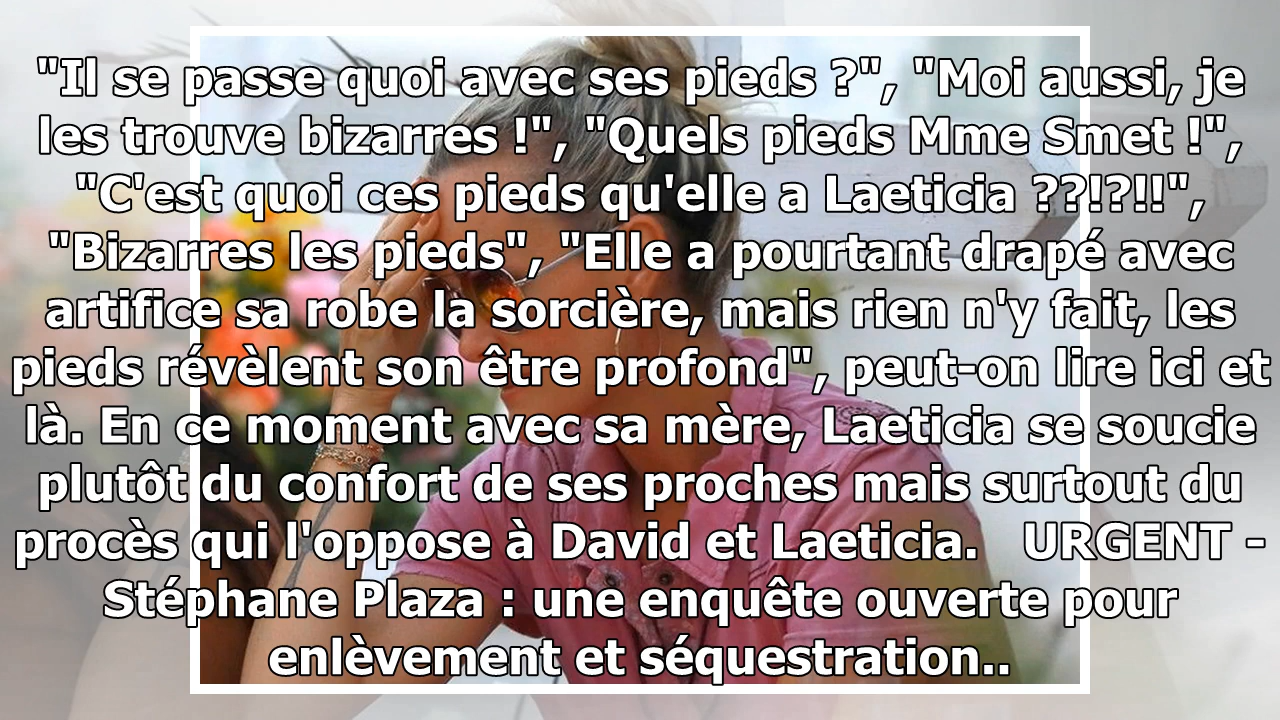 "Il se passe quoi avec ses pieds ?", "Moi aussi, je
les trouve bizarres !", "Quels pieds Mme Smet !",
"C'est quoi ces pieds qu'elle a Laeticia ??!?!!",
"Bizarres les pieds", "Elle a pourtant drapé avec
artifice sa robe la sorcière, mais rien n'y fait, les
pieds révèlent son être profond", peut-on lire ici et
là. En ce moment avec sa mère, Laeticia se soucie
plutôt du confort de ses proches mais surtout du
procès qui l'oppose à David et Laeticia.   URGENT -
Stéphane Plaza : une enquête ouverte pour
enlèvement et séquestration..